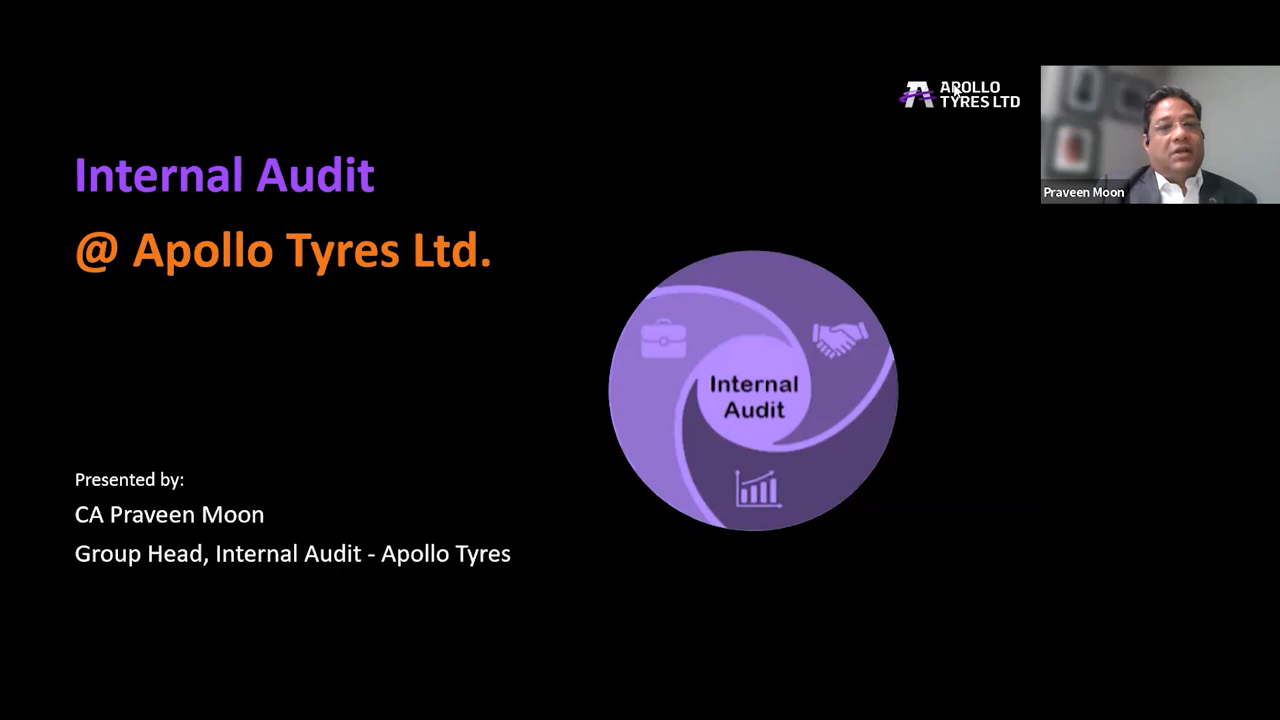 APOLLO
TYRES LTD
Praveen Moon
Internal Audit
@ Apollo Tyres Ltd.
Internal
Audit
Presented by:
CA Praveen Moon
Group Head, Internal Audit - Apollo Tyres